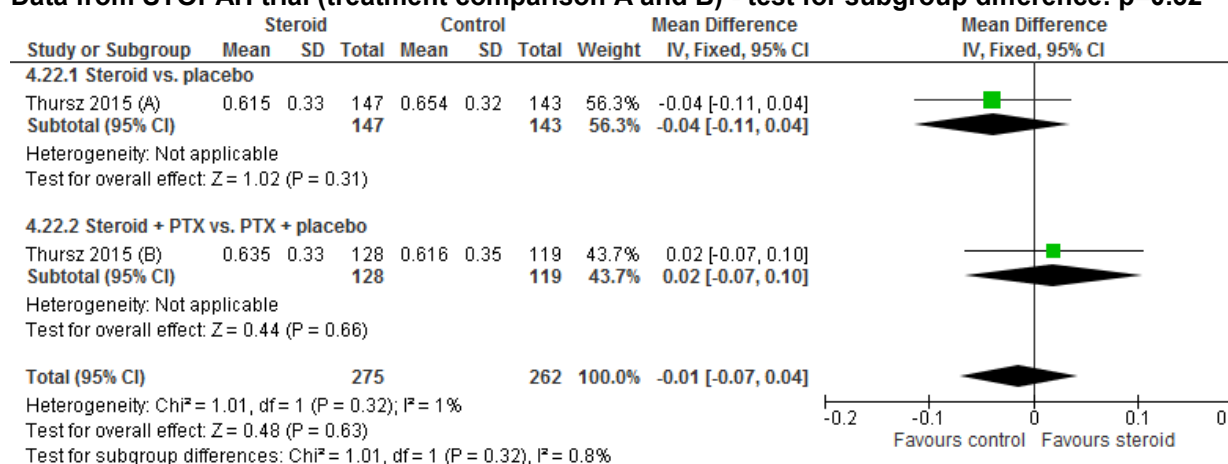 Data from STOPAH trial (treatment comparison A and B) - test for subgroup difference: p=0.32
Steroid Control Mean Difference Mean Difference
Study or Subgroup Mean SD Total Mean SD Total Weight IV, Fixed, 95% CI IV, Fixed, 95% CI
4.22.1 Steroid vs. placebo
Thursz 2015 (A) 0.615 0.33 147 0.654 0.32 143 56.3% -0.04 [-0.11, 0.04]
Subtotal (95% CI) 147 143 56.3% -0.04 [-0.11, 0.04]
Heterogeneity: Not applicable
Test for overall effect: Z = 1.02 (P = 0.31)
4.22.2 Steroid + PTX vs. PTX + placebo
Thursz 2015 (B) 0.635 0.33 128 0.616 0.35 119 43.7% 0.02 [-0.07, 0.10]
Subtotal (95% CI) 128 119 43.7% 0.02 [-0.07, 0.10]
Heterogeneity: Not applicable
Test for overall effect: Z = 0.44 (P = 0.66)
Total (95% CI) 275 262 100.0% -0.01 [-0.07, 0.04]
Heterogeneity: Chi² = 1.01, df = 1 (P = 0.32); I² = 1%
Test for overall effect: Z = 0.48 (P = 0.63)
Test for subgroup differences: Chi² = 1.01, df = 1 (P = 0.32), I² = 0.8%
-0.2 -0.1 0 0.1
Favours control Favours steroid